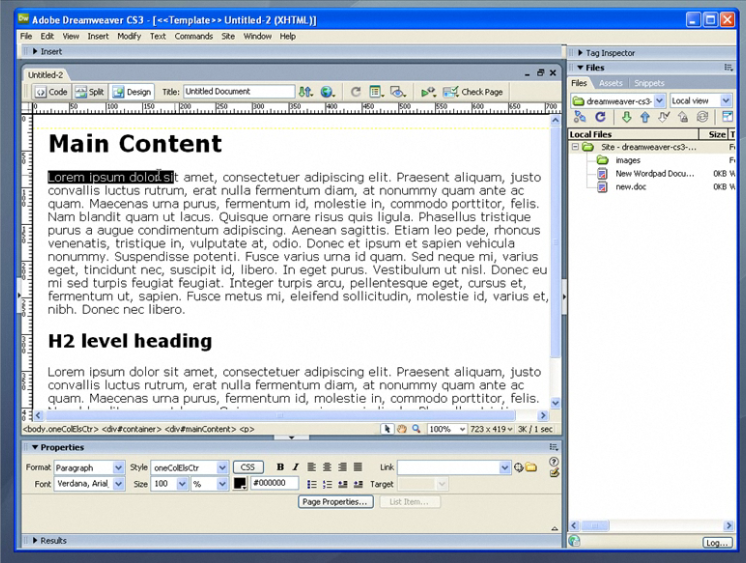 Adobe Dreamweaver CS3 - [<<Template>> Untitled-2 (XHTML)]
File Edit View Insert Modify Text Commands Site Window Help
Insert
Untitled-2
Code Split Design Title: Untitled Document Check Page
0 50 100 150 200 250 300 350 400 450 500 550 600 650 700
Main Content
Lorem ipsum dolor sit amet, consectetuer adipiscing elit. Praesent aliquam, justo
convallis luctus rutrum, erat nulla fermentum diam, at nonummy quam ante ac
quam. Maecenas urna purus, fermentum id, molestie in, commodo porttitor, felis.
Nam blandit quam ut lacus. Quisque ornare risus quis ligula. Phasellus tristique
purus a augue condimentum adipiscing. Aenean sagittis. Etiam leo pede, rhoncus
venenatis, tristique in, vulputate at, odio. Donec et ipsum et sapien vehicula
nonummy. Suspendisse potenti. Fusce varius urna id quam. Sed neque mi, varius
eget, tincidunt nec, suscipit id, libero. In eget purus. Vestibulum ut nisl. Donec eu
mi sed turpis feugiat feugiat. Integer turpis arcu, pellentesque eget, cursus et,
fermentum ut, sapien. Fusce metus mi, eleifend sollicitudin, molestie id, varius et,
nibh. Donec nec libero.
H2 level heading
Lorem ipsum dolor sit amet, consectetuer adipiscing elit. Praesent aliquam, justo
convallis luctus rutrum, erat nulla fermentum diam, at nonummy quam ante ac
quam. Maecenas urna purus, fermentum id, molestie in, commodo porttitor, felis.
<body.oneColElsCtr> <div#container> <div#mainContent> <p> 100% 723 x 419 3K / 1 sec
Properties
Format Paragraph Style oneColElsCtr CSS B I Link
Font Verdana, Arial, Size 100 % #000000 Target
Page Properties... List Item...
Results
Tag Inspector
Files
Files Assets Snippets
dreamweaver-cs3- Local view
Local Files Size T
Site - dreamweaver-cs3-...
images
New Wordpad Docu... 0KB W
new.doc 0KB W
Log...